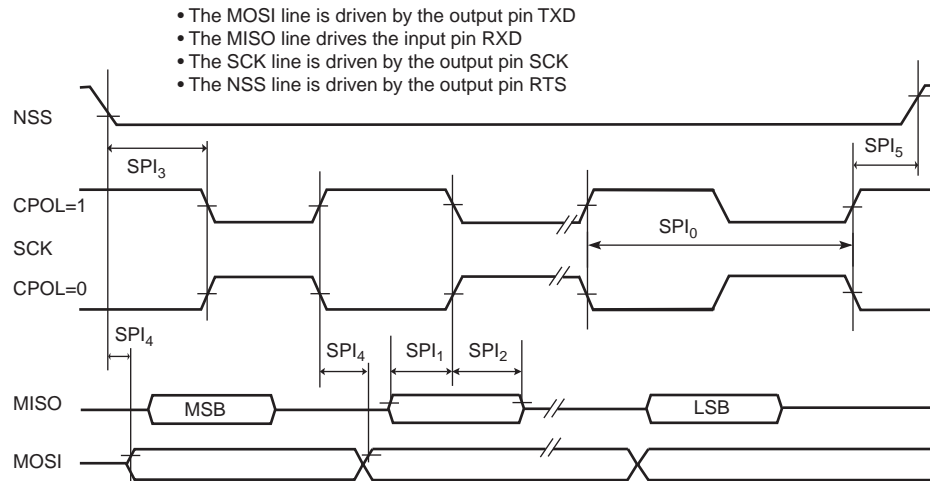 • The MOSI line is driven by the output pin TXD
• The MISO line drives the input pin RXD
• The SCK line is driven by the output pin SCK
• The NSS line is driven by the output pin RTS
NSS
SPI3
SPI5
CPOL=1
SCK
SPI0
CPOL=0
SPI4
SPI4
SPI1
SPI2
MISO
MSB
LSB
MOSI